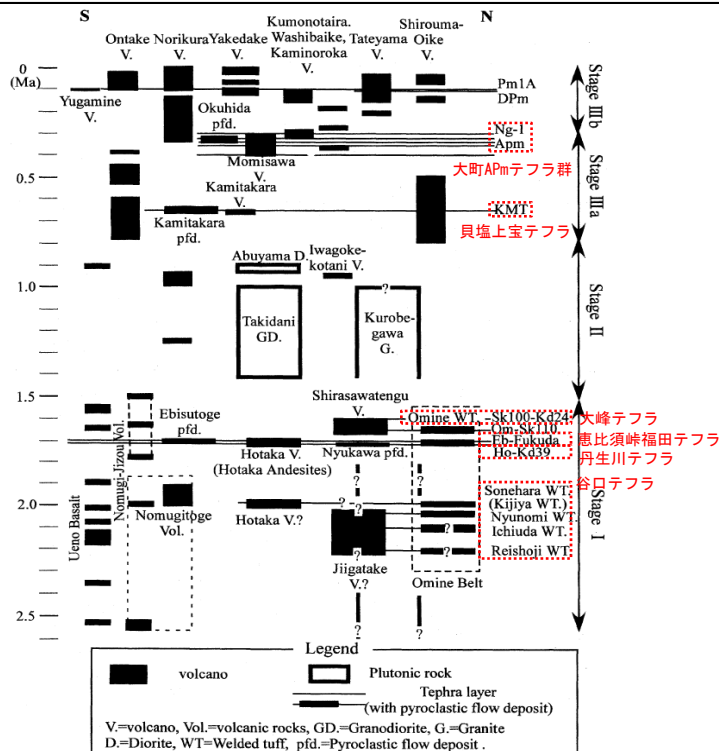 S
N
Ontake V.
Norikura V.
Yakedake V.
Kumonotaira.
Washibaike,
Kaminoroka V.
Tateyama V.
Shirouma-
Oike V.
0
(Ma)
0.5
1.0
1.5
2.0
2.5
Yugamine V.
Okuhida pfd.
Momisawa V.
Kamitakara pfd.
Kamitakara V.
Abuyama D.
Iwagoke-
kotani V.
Takidani GD.
Kurobe-
gawa G.
?
Pm1A
DPm
Ng-1
Apm
大町APmテフラ群
KMT
貝塩上宝テフラ
Stage IIIb
Stage IIIa
Stage II
Stage I
Shirasawatengu V.
Omine WT.
Sk100-Kd24
大峰テフラ
Om-Sk110.
Eb-Fukuda
恵比須峠福田テフラ
Ho-Kd39
丹生川テフラ
谷口テフラ
Ebisutoge pfd.
Hotaka V.
(Hotaka Andesites)
Nyukawa pfd.
Ueno Basalt
Nomugi-Jizou Vol.
Nomugitoge Vol.
Hotaka V.?
?
?
?
?
Jiigatake V.?
?
?
?
?
?
?
Omine Belt
Sonehara WT.
(Kijiya WT.)
Nyunomi WT.
Ichiuda WT.
Reishoji WT
Legend
volcano
Plutonic rock
Tephra layer
(with pyroclastic flow deposit)
V.=volcano, Vol.=volcanic rocks, GD.=Granodiorite, G.=Granite
D.=Diorite, WT=Welded tuff, pfd.=Pyroclastic flow deposit .